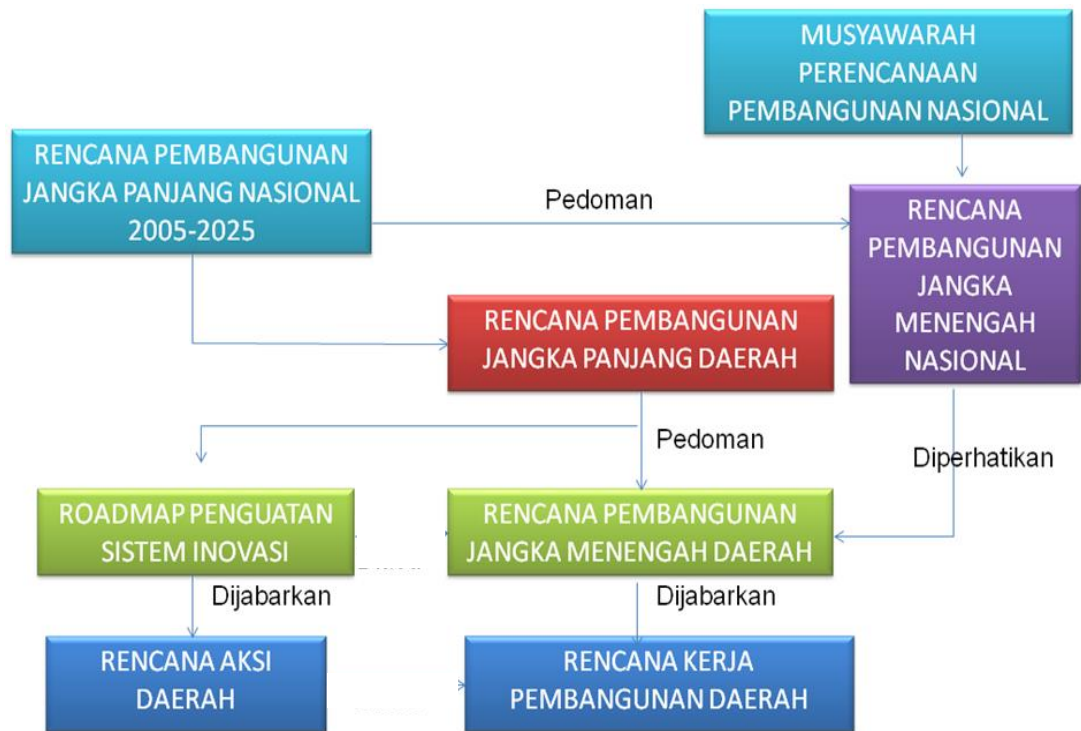 MUSYAWARAH
PERENCANAAN
PEMBANGUNAN NASIONAL
RENCANA PEMBANGUNAN
JANGKA PANJANG NASIONAL
2005-2025
Pedoman
RENCANA
PEMBANGUNAN
JANGKA
MENENGAH
NASIONAL
RENCANA PEMBANGUNAN
JANGKA PANJANG DAERAH
Pedoman
Diperhatikan
ROADMAP PENGUATAN
SISTEM INOVASI
RENCANA PEMBANGUNAN
JANGKA MENENGAH DAERAH
Dijabarkan
Dijabarkan
RENCANA AKSI
DAERAH
RENCANA KERJA
PEMBANGUNAN DAERAH